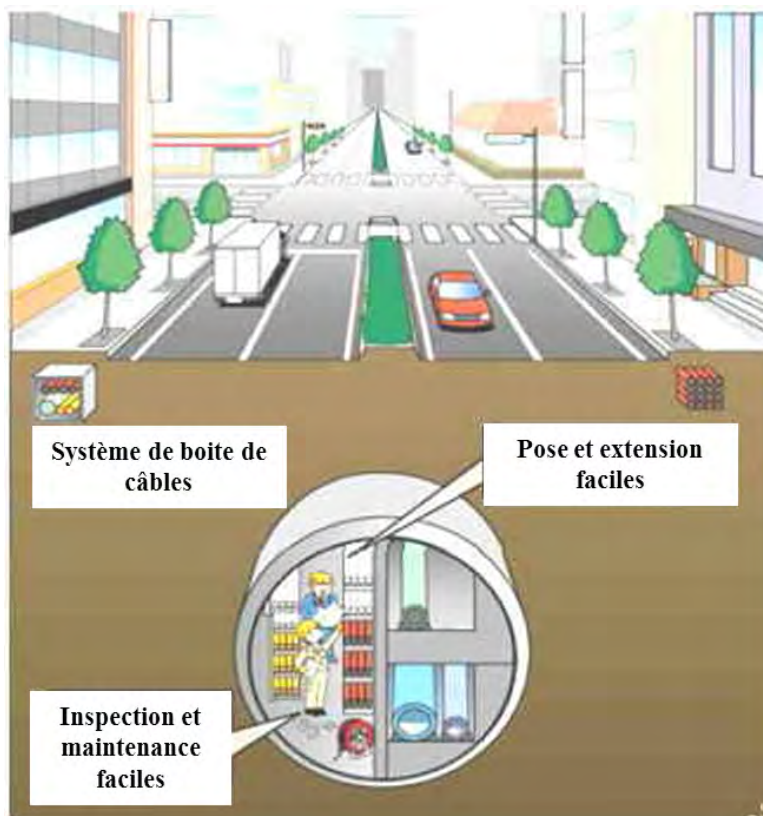 Système de boite de
câbles
Pose et extension
faciles
Inspection et
maintenance
faciles